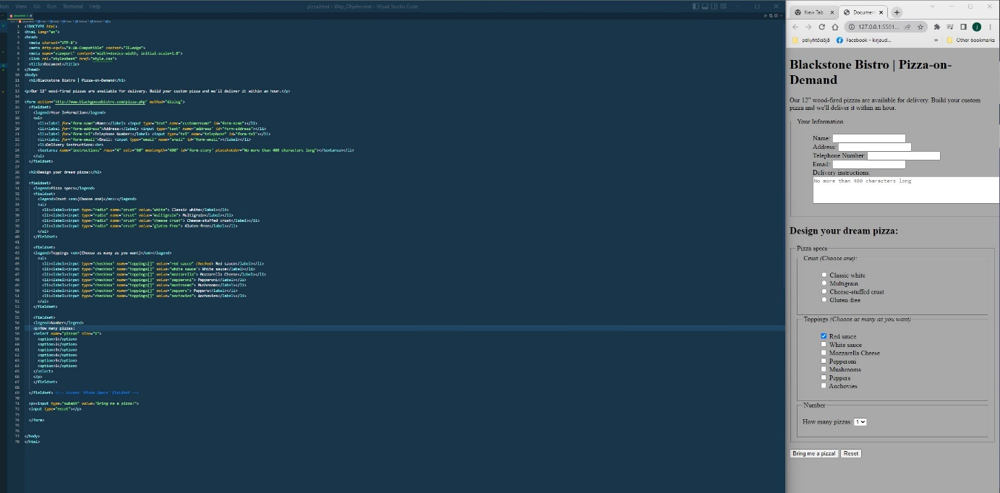 View Go Run Terminal Help
pizza.html - Wep_Ohjelmointi - Visual Studio Code
1 <!DOCTYPE html>
2 <html lang="en">
3 <head>
4 <meta charset="UTF-8">
5 <meta http-equiv="X-UA-Compatible" content="IE=edge">
6 <meta name="viewport" content="width=device-width, initial-scale=1.0">
7 <link rel="stylesheet" href="style.css">
8 <title>Document</title>
9 </head>
10 <body>
11 <h1>Blackstone Bistro | Pizza-on-Demand</h1>
12
13 <p>Our 12" wood-fired pizzas are available for delivery. Build your custom pizza and we'll deliver it within an hour.</p>
14
15 <form action="http://www.blackgoosebistro.com/pizza.php" method="dialog">
16 <fieldset>
17 <legend>Your Information</legend>
18 <ul>
19 <li><label for="form-name">Name:</label> <input type="text" name="customername" id="form-name"></li>
20 <li><label for="form-address">Address:</label> <input type="text" name="address" id="form-address"></li>
21 <li><label for="form-tel">Telephone Number:</label> <input type="tel" name="telephone" id="form-tel"></li>
22 <li><label for="form-email">Email: <input type="email" name="email" id="form-email"></label></li>
23 <li>Delivery instructions:<br>
24 <textarea name="instructions" rows="4" cols="60" maxlength="400" id="form-story" placeholder="No more than 400 characters long"></textarea></li>
25 </ul>
26 </fieldset>
27
28 <h2>Design your dream pizza:</h2>
29
30 <fieldset>
31 <legend>Pizza specs</legend>
32 <fieldset>
33 <legend>Crust <em>(Choose one)</em>:</legend>
34 <ul>
35 <li><label><input type="radio" name="crust" value="white"> Classic white</label></li>
36 <li><label><input type="radio" name="crust" value="multigrain"> Multigrain</label></li>
37 <li><label><input type="radio" name="crust" value="cheese crust"> Cheese-stuffed crust</label></li>
38 <li><label><input type="radio" name="crust" value="gluten free"> Gluten-free</label></li>
39 </ul>
40 </fieldset>
41
42 <fieldset>
43 <legend>Toppings <em>(Choose as many as you want)</em></legend>
44 <ul>
45 <li><label><input type="checkbox" name="toppings[]" value="red sauce" checked> Red sauce</label></li>
46 <li><label><input type="checkbox" name="toppings[]" value="white sauce"> White sauce</label></li>
47 <li><label><input type="checkbox" name="toppings[]" value="mozzarella"> Mozzarella Cheese</label></li>
48 <li><label><input type="checkbox" name="toppings[]" value="pepperoni"> Pepperoni</label></li>
49 <li><label><input type="checkbox" name="toppings[]" value="mushrooms"> Mushrooms</label></li>
50 <li><label><input type="checkbox" name="toppings[]" value="peppers"> Peppers</label></li>
51 <li><label><input type="checkbox" name="toppings[]" value="anchovies"> Anchovies</label></li>
52 </ul>
53 </fieldset>
54
55 <fieldset>
56 <legend>Number</legend>
57 <p>How many pizzas:
58 <select name="pizzas" size="1">
59 <option>1</option>
60 <option>2</option>
61 <option>3</option>
62 <option>4</option>
63 <option>5</option>
64 <option>6</option>
65 </select>
66 </p>
67 </fieldset>
68
69 </fieldset> <!-- closes 'Pizza Specs' fieldset -->
70
71 <p><input type="submit" value="Bring me a pizza!">
72 <input type="reset"></p>
73
74 </form>
75
76
77 </body>
78 </html>
New Tab
Documen
127.0.0.1:5501...
J
peliyhtöisöjä
Facebook – kirjaud...
» Other bookmarks
Blackstone Bistro | Pizza-on-
Demand
Our 12" wood-fired pizzas are available for delivery. Build your custom
pizza and we'll deliver it within an hour.
Your Information
Name:
Address:
Telephone Number:
Email:
Delivery instructions:
No more than 400 characters long
Design your dream pizza:
Pizza specs
Crust (Choose one):
Classic white
Multigrain
Cheese-stuffed crust
Gluten-free
Toppings (Choose as many as you want)
Red sauce
White sauce
Mozzarella Cheese
Pepperoni
Mushrooms
Peppers
Anchovies
Number
How many pizzas: 1
Bring me a pizza! Reset